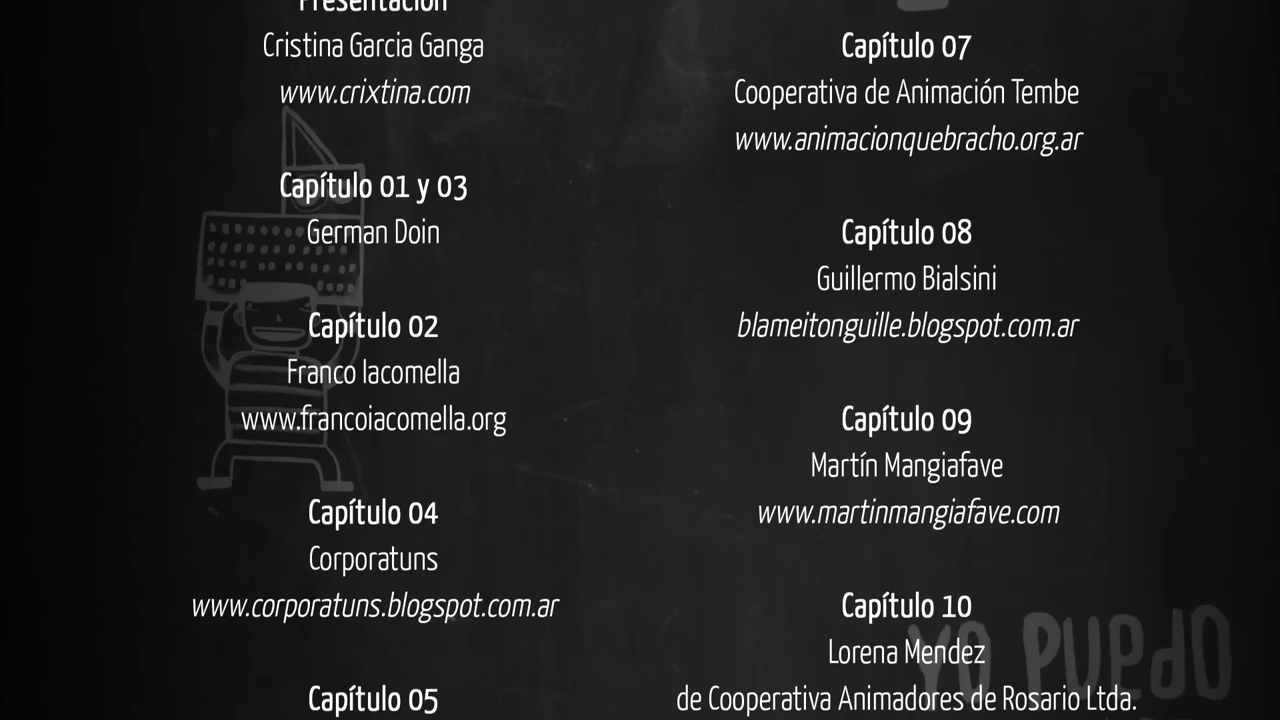 Presentación
Cristina Garcia Ganga
www.crixtina.com
Capítulo 01 y 03
German Doin
Capítulo 02
Franco Iacomella
www.francoiacomella.org
Capítulo 04
Corporatuns
www.corporatuns.blogspot.com.ar
Capítulo 05
Capítulo 07
Cooperativa de Animación Tembe
www.animacionquebracho.org.ar
Capítulo 08
Guillermo Bialsini
blameitonguille.blogspot.com.ar
Capítulo 09
Martín Mangiafave
www.martinmangiafave.com
Capítulo 10
Lorena Mendez
de Cooperativa Animadores de Rosario Ltda.
YO PUEdO